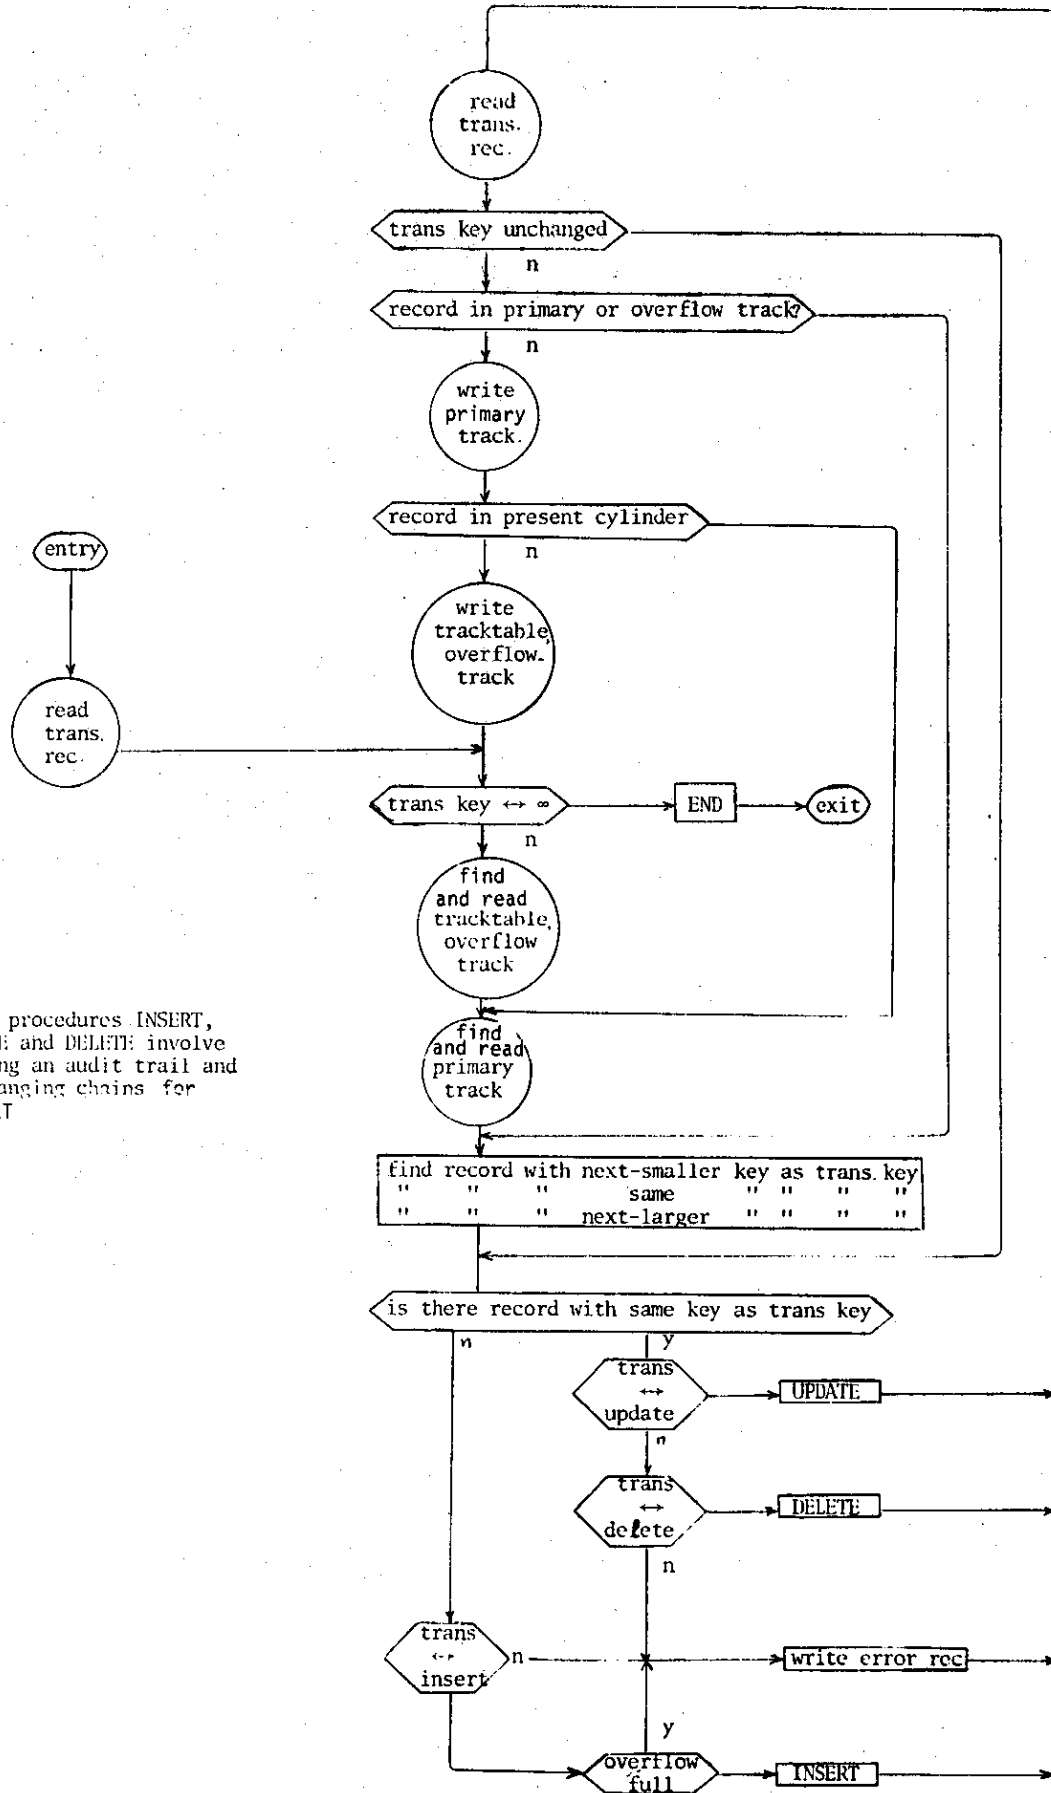 read
trans.
rec.
trans key unchanged
n
record in primary or overflow track?
n
write
primary
track.
record in present cylinder
n
entry
write
tracktable,
overflow-
track
read
trans.
rec.
trans key ↔ ∞
END
exit
n
find
and read
tracktable,
overflow
track
procedures INSERT,
E and DELETE involve
ng an audit trail and
anging chains for
T
find
and read
primary
track
find record with next-smaller key as trans. key
" " " same " " " "
" " " next-larger " " " "
is there record with same key as trans key
n
y
trans
↔
update
UPDATE
n
trans
↔
delete
DELETE
n
trans
↔
insert
n
write error rec
y
overflow
full
INSERT